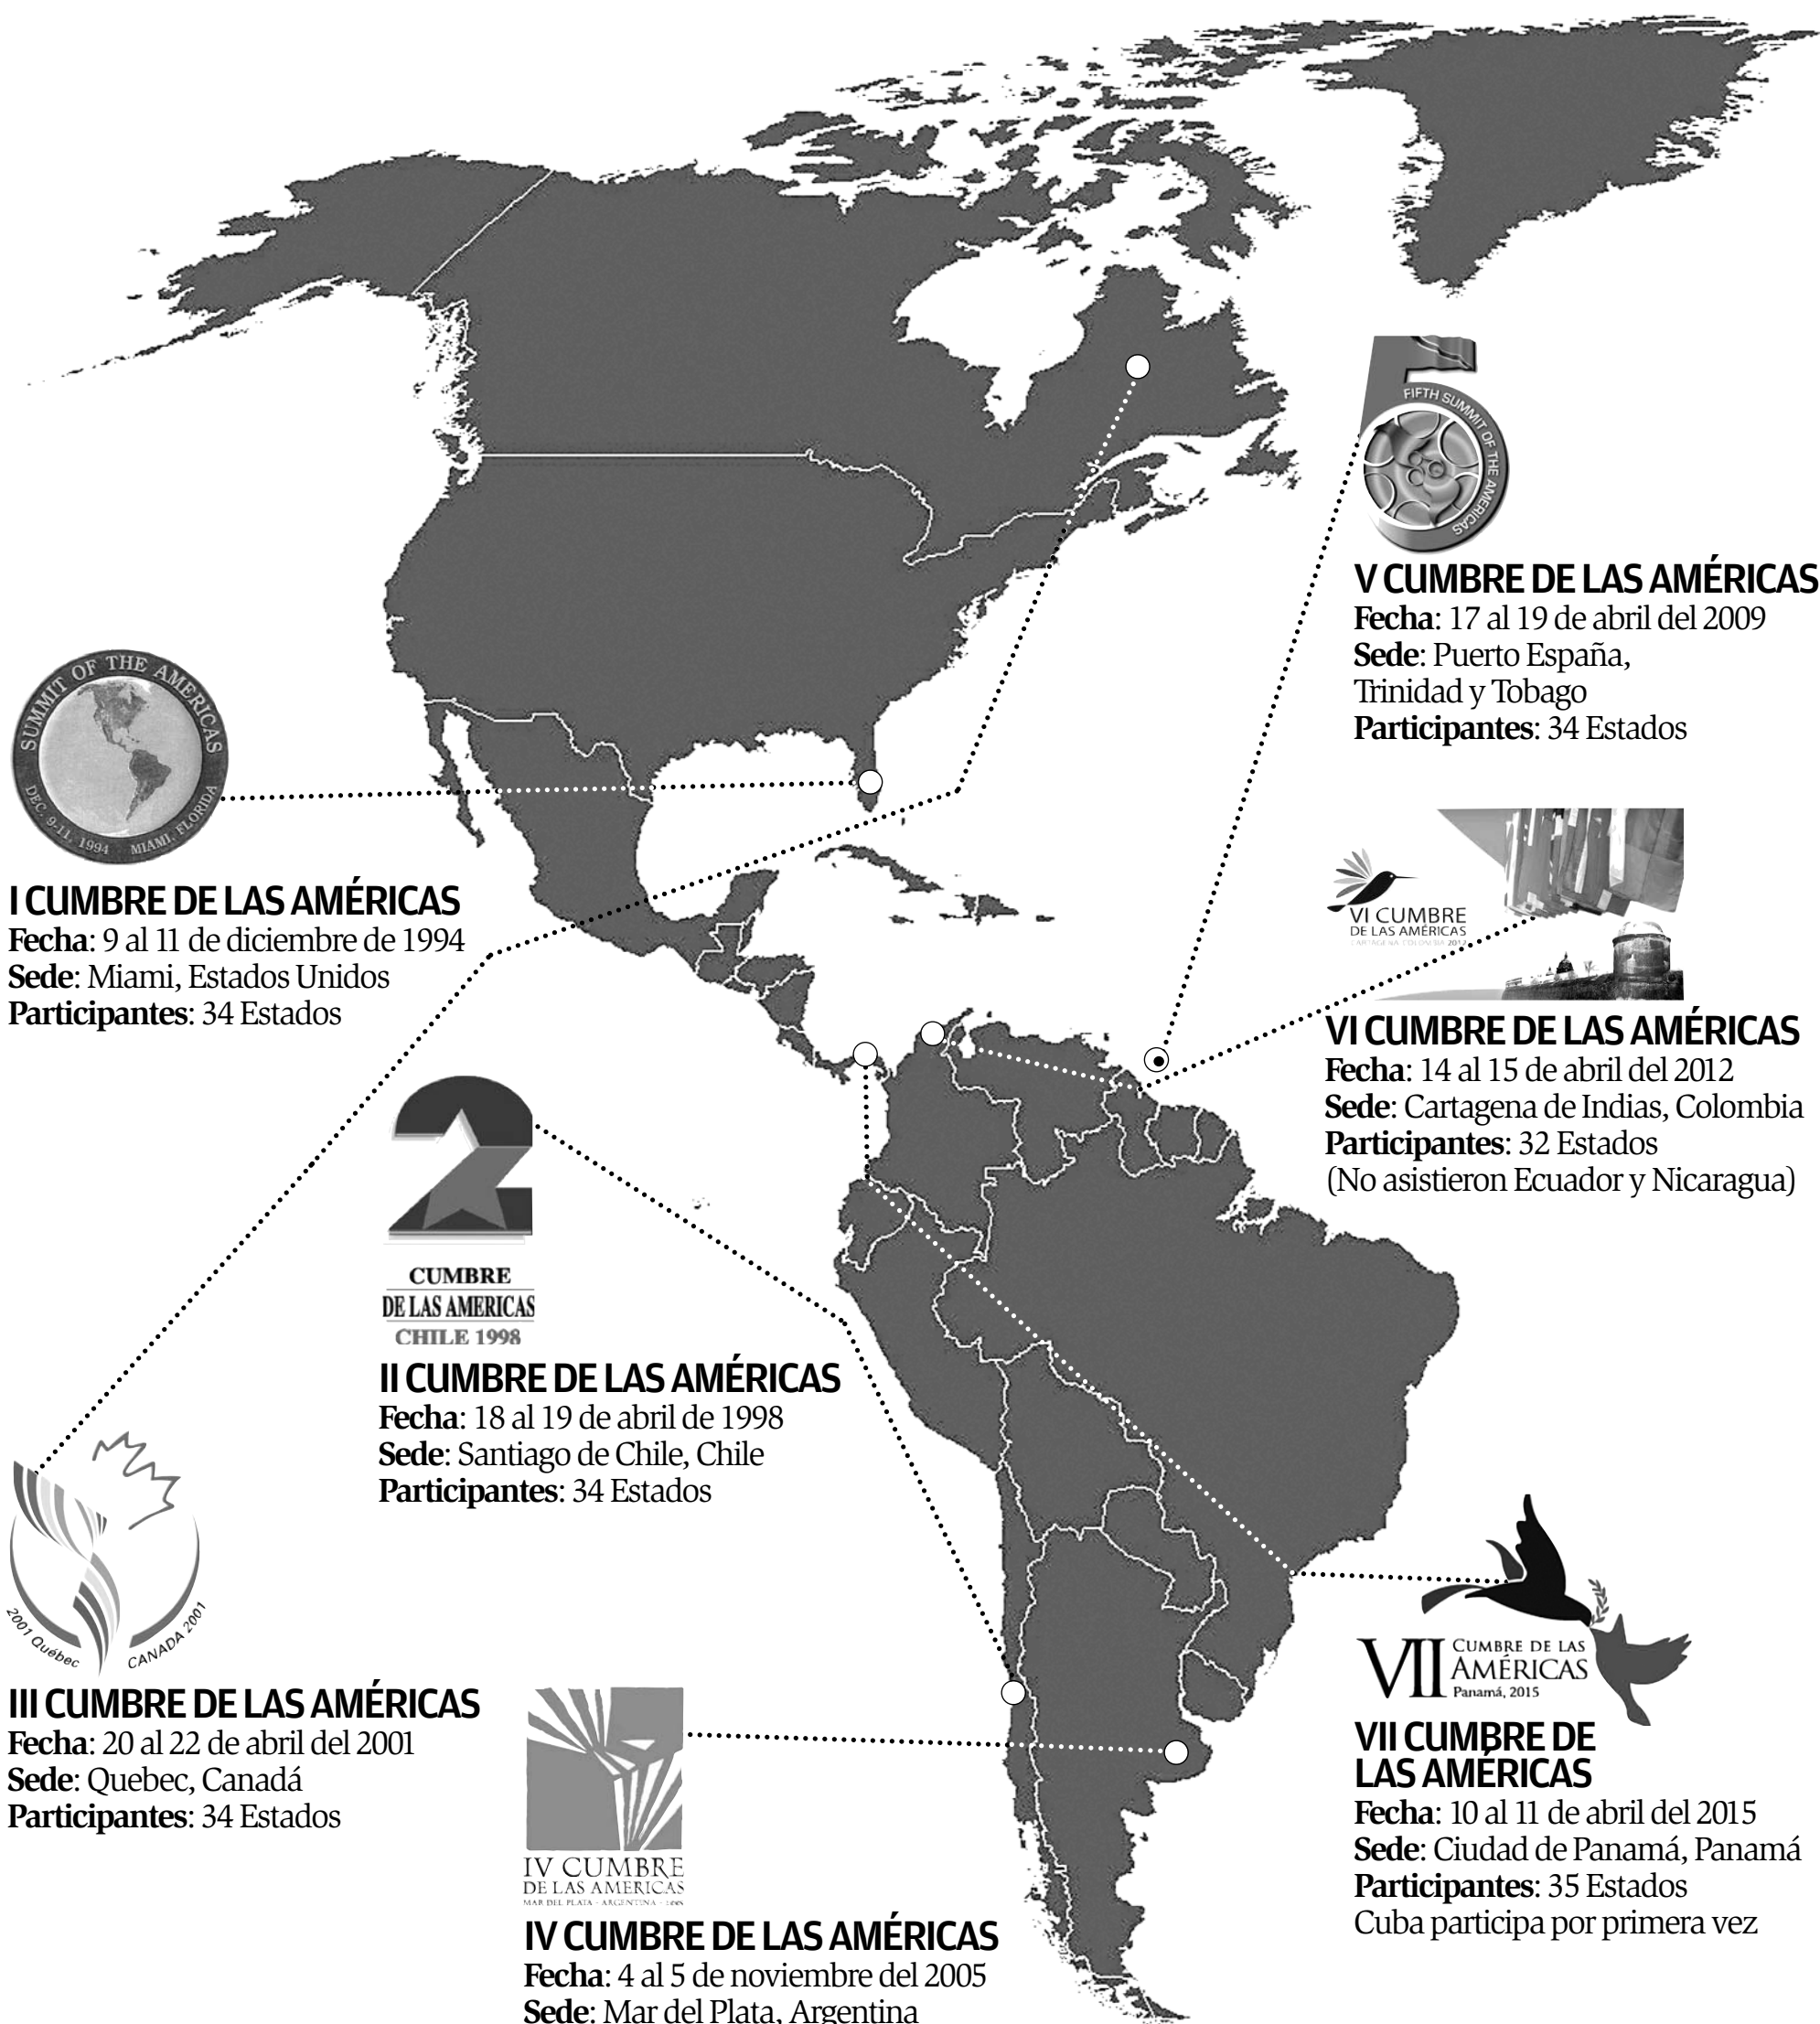 FIFTH SUMMIT OF THE AMERICAS
V CUMBRE DE LAS AMÉRICAS
Fecha: 17 al 19 de abril del 2009
Sede: Puerto España,
Trinidad y Tobago
Participantes: 34 Estados
SUMMIT OF THE AMERICAS
DEC. 9-11, 1994 MIAMI, FLORIDA
I CUMBRE DE LAS AMÉRICAS
Fecha: 9 al 11 de diciembre de 1994
Sede: Miami, Estados Unidos
Participantes: 34 Estados
VI CUMBRE
DE LAS AMÉRICAS
CARTAGENA COLOMBIA 2012
VI CUMBRE DE LAS AMÉRICAS
Fecha: 14 al 15 de abril del 2012
Sede: Cartagena de Indias, Colombia
Participantes: 32 Estados
(No asistieron Ecuador y Nicaragua)
2
CUMBRE
DE LAS AMERICAS
CHILE 1998
II CUMBRE DE LAS AMÉRICAS
Fecha: 18 al 19 de abril de 1998
Sede: Santiago de Chile, Chile
Participantes: 34 Estados
2001 Québec
CANADA 2001
III CUMBRE DE LAS AMÉRICAS
Fecha: 20 al 22 de abril del 2001
Sede: Quebec, Canadá
Participantes: 34 Estados
IV CUMBRE
DE LAS AMERICAS
MAR DEL PLATA - ARGENTINA -
IV CUMBRE DE LAS AMÉRICAS
Fecha: 4 al 5 de noviembre del 2005
Sede: Mar del Plata, Argentina
VII CUMBRE DE LAS
AMÉRICAS
Panamá, 2015
VII CUMBRE DE
LAS AMÉRICAS
Fecha: 10 al 11 de abril del 2015
Sede: Ciudad de Panamá, Panamá
Participantes: 35 Estados
Cuba participa por primera vez